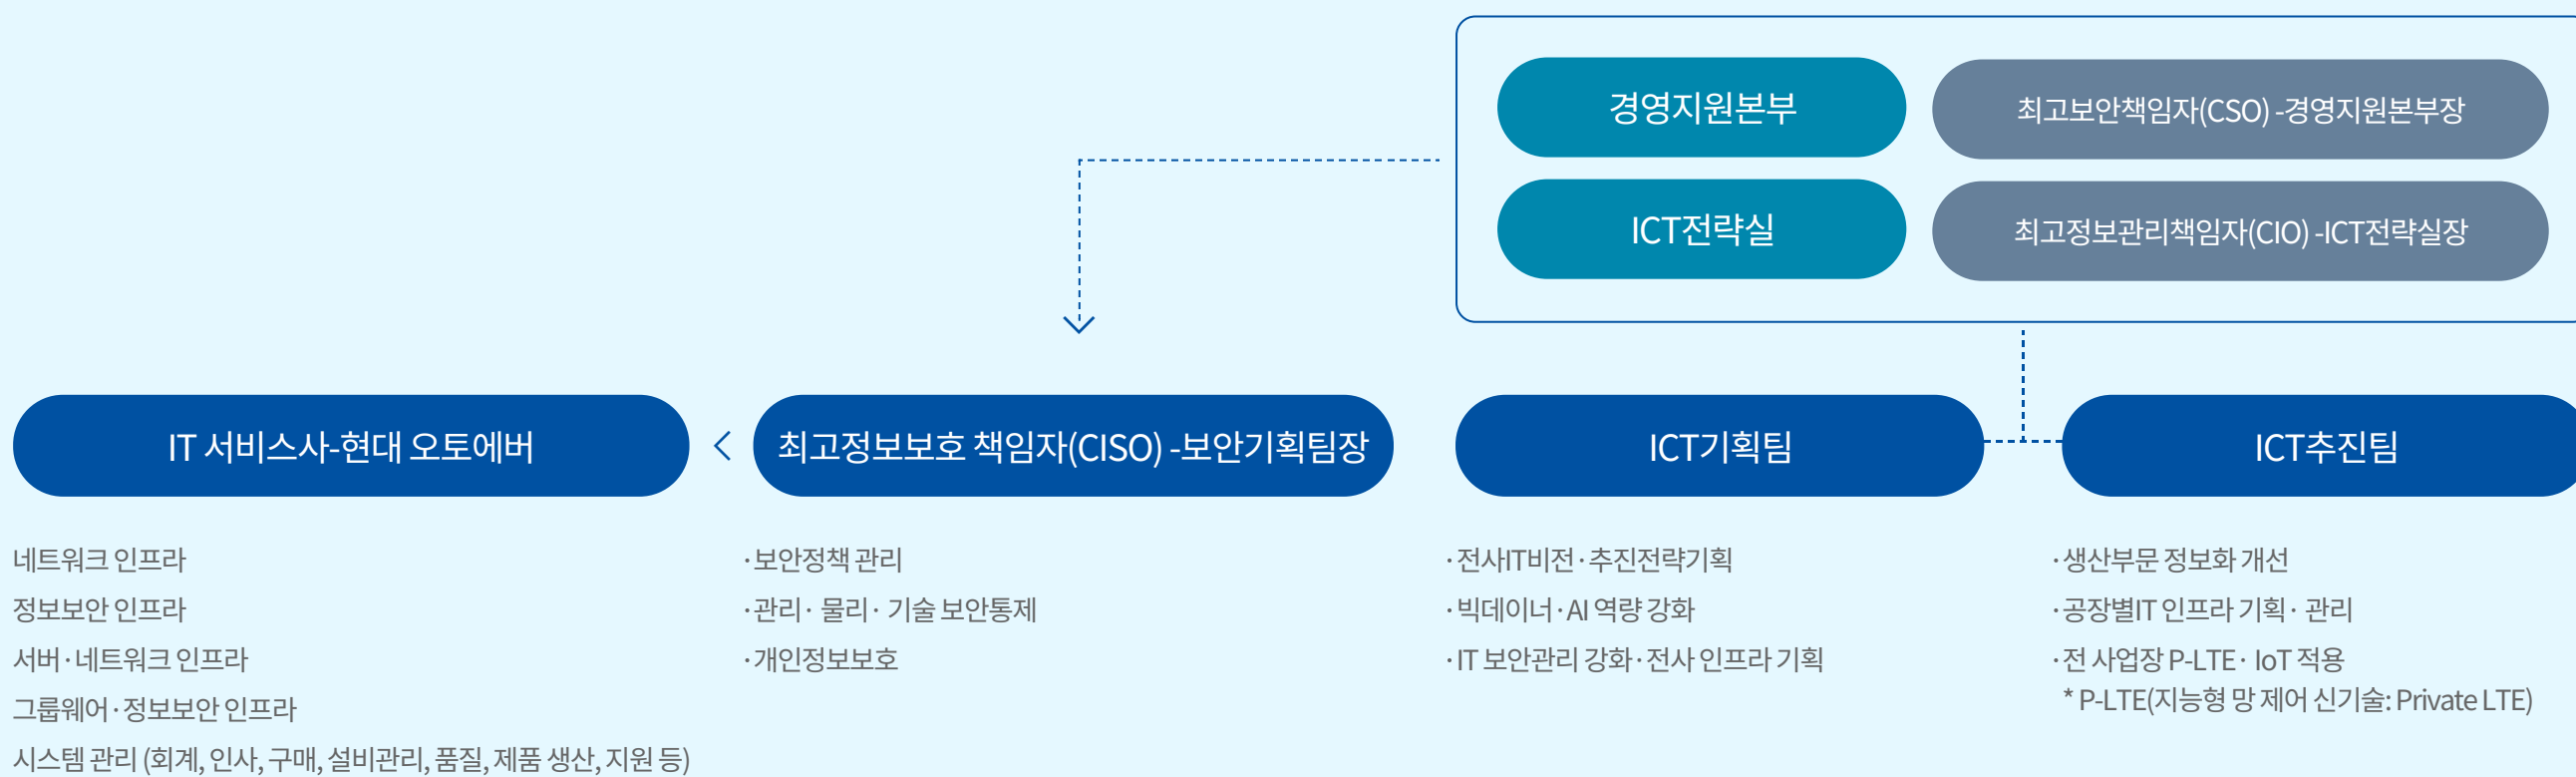 경영지원본부
최고보안책임자(CSO) -경영지원본부장
ICT전략실
최고정보관리책임자(CIO) -ICT전략실장
IT 서비스사-현대 오토에버
네트워크 인프라
정보보안 인프라
서버·네트워크 인프라
그룹웨어·정보보안 인프라
시스템 관리 (회계, 인사, 구매, 설비관리, 품질, 제품 생산, 지원 등)
최고정보보호 책임자(CISO) -보안기획팀장
·보안정책 관리
·관리· 물리· 기술 보안통제
·개인정보보호
ICT기획팀
·전사IT비전·추진전략기획
·빅데이너·AI 역량 강화
·IT 보안관리 강화·전사 인프라 기획
ICT추진팀
·생산부문 정보화 개선
·공장별IT 인프라 기획· 관리
·전 사업장 P-LTE· IoT 적용
* P-LTE(지능형 망 제어 신기술: Private LTE)